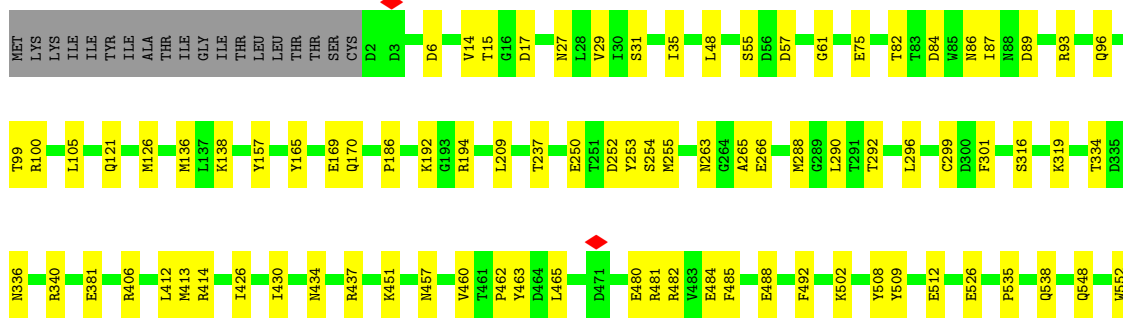 MET LYS LYS ILE ILE TYR ILE ALA THR ILE GLY ILE THR LEU LEU THR THR SER CYS D2 D3 D6 V14 T15 G16 D17 N27 L28 V29 I30 S31 I35 L48 S55 D56 D57 G61 E75 T82 T83 D84 W85 N86 I87 N88 D89 R93 Q96
T99 R100 L105 Q121 M126 M136 L137 K138 Y157 Y165 E169 Q170 P186 K192 G193 R194 L209 T237 E250 T251 D252 Y253 S254 M255 N263 G264 A265 E266 M288 G289 L290 T291 T292 L296 C299 D300 F301 S316 K319 T334 D335
N336 R340 E381 R406 L412 M413 R414 I426 I430 N434 R437 K451 N457 V460 T461 P462 Y463 D464 L465 D471 E480 R481 R482 V483 E484 F485 E488 F492 K502 Y508 Y509 E512 E526 P535 Q538 Q548 W552